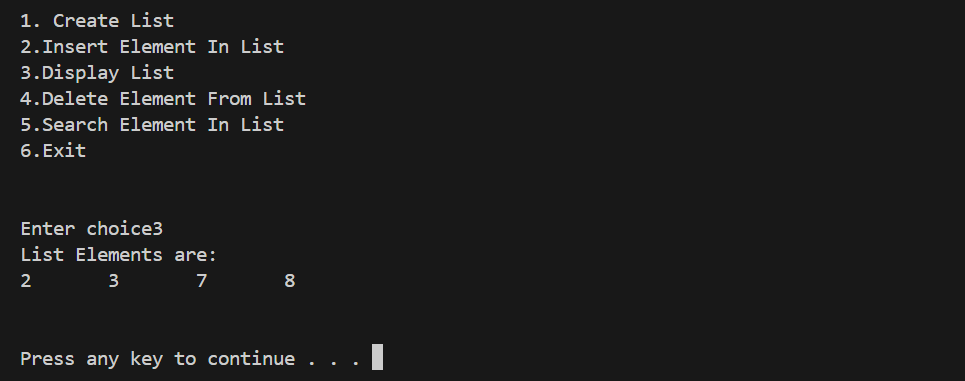 1. Create List
2.Insert Element In List
3.Display List
4.Delete Element From List
5.Search Element In List
6.Exit
Enter choice3
List Elements are:
2       3       7       8
Press any key to continue . . .